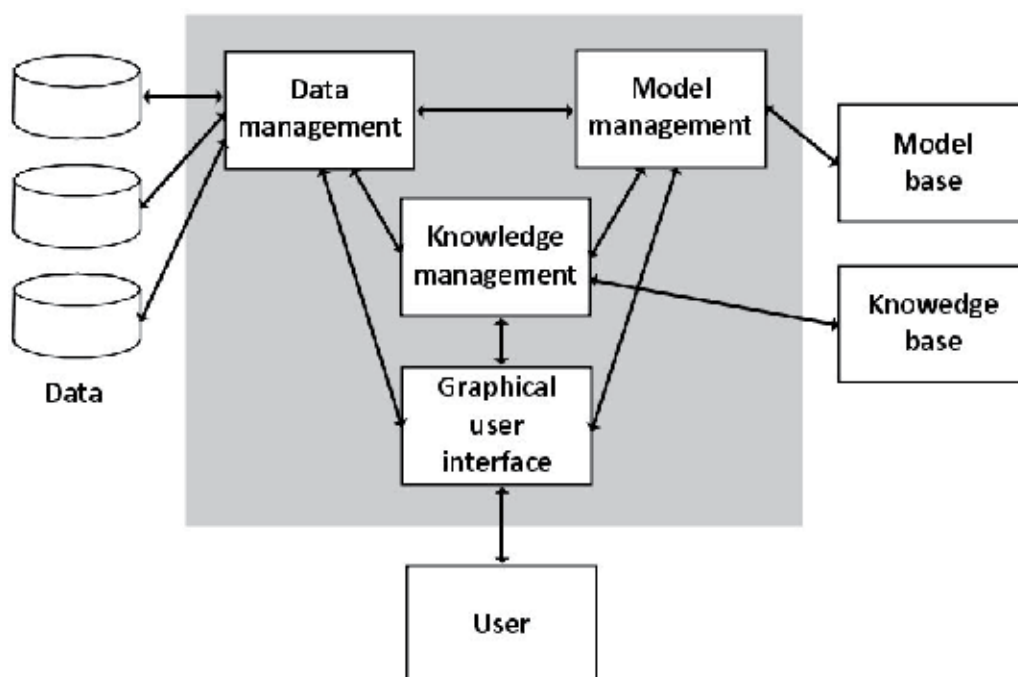 Data
management
Model
management
Model
base
Knowledge
management
Knowedge
base
Data
Graphical
user
interface
User